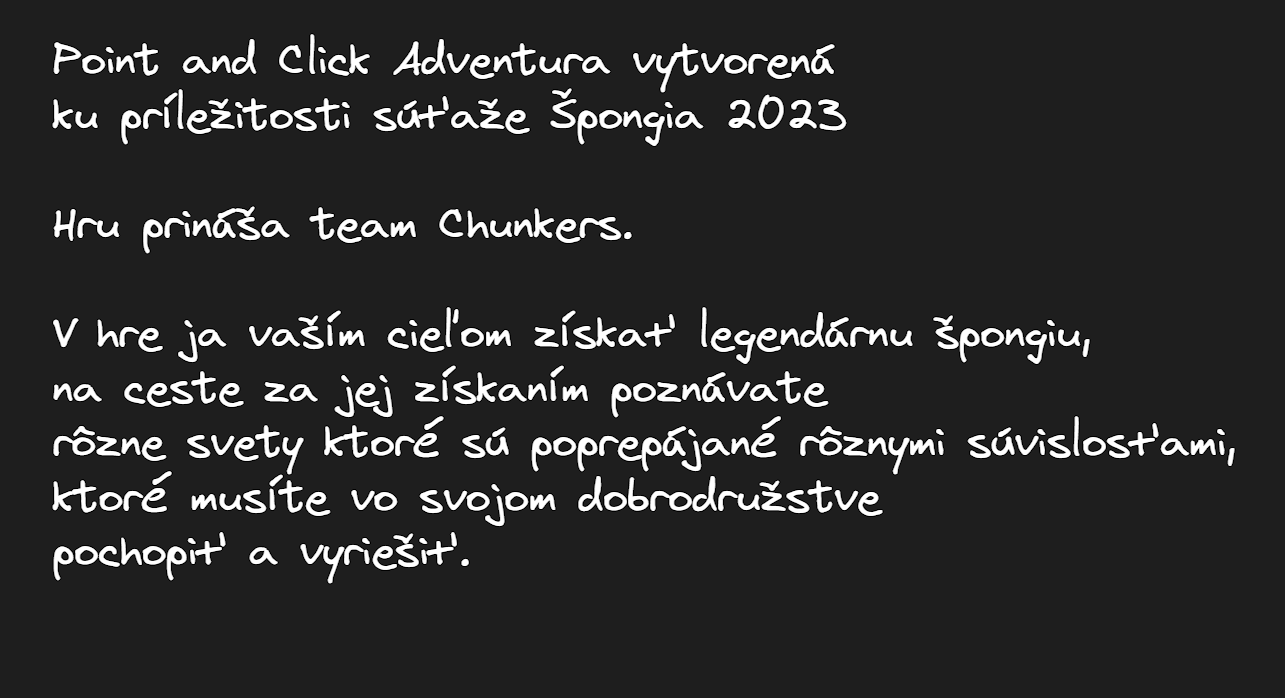 Point and Click Adventura vytvorená
ku príležitosti súťaže Špongia 2023
Hru prináša team Chunkers.
V hre ja vaším cieľom získať legendárnu špongiu,
na ceste za jej získaním poznávate
rôzne svety ktoré sú poprepájané rôznymi súvislosťami,
ktoré musíte vo svojom dobrodružstve
pochopiť a vyriešiť.